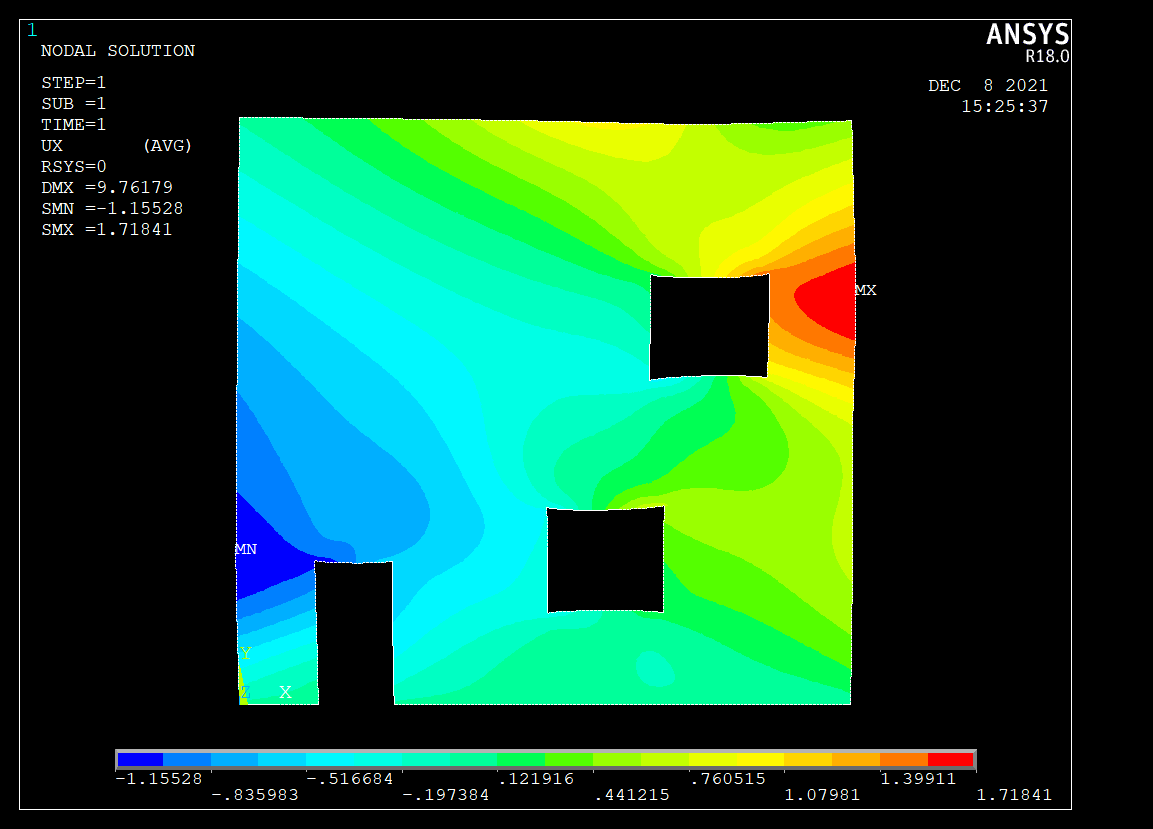 1
ANSYS
R18.0
NODAL SOLUTION
DEC 8 2021
15:25:37
STEP=1
SUB =1
TIME=1
UX (AVG)
RSYS=0
DMX =9.76179
SMN =-1.15528
SMX =1.71841
MX
MN
Y
Z X
-1.15528 -.516684 .121916 .760515 1.39911
-.835983 -.197384 .441215 1.07981 1.71841